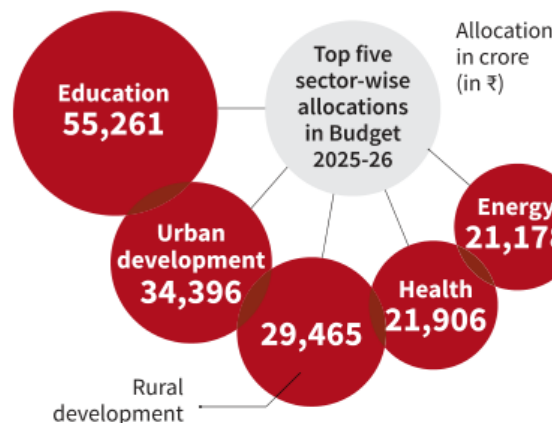 Top five
sector-wise
allocations
in Budget
2025-26
Allocation
in crore
(in ₹)
Education
55,261
Urban
development
34,396
29,465
Rural
development
Health
21,906
Energy